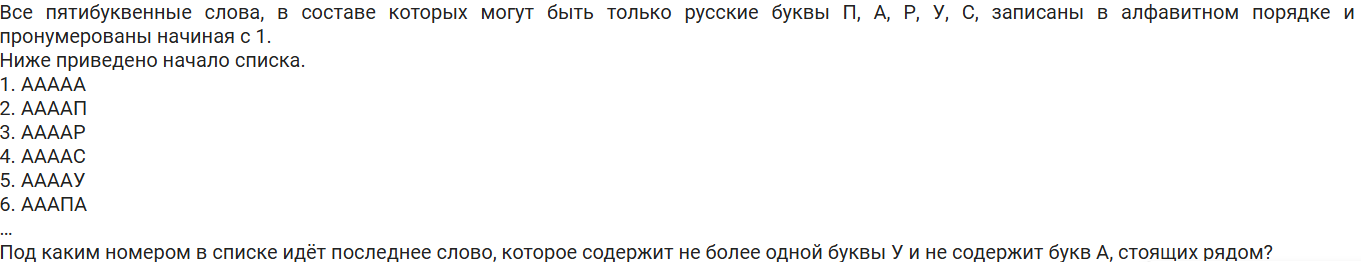 Все пятибуквенные слова, в составе которых могут быть только русские буквы П, А, Р, У, С, записаны в алфавитном порядке и
пронумерованы начиная с 1.
Ниже приведено начало списка.
1. ААААА
2. ААААП
3. ААААР
4. ААААС
5. ААААУ
6. АААПА
...
Под каким номером в списке идёт последнее слово, которое содержит не более одной буквы У и не содержит букв А, стоящих рядом?